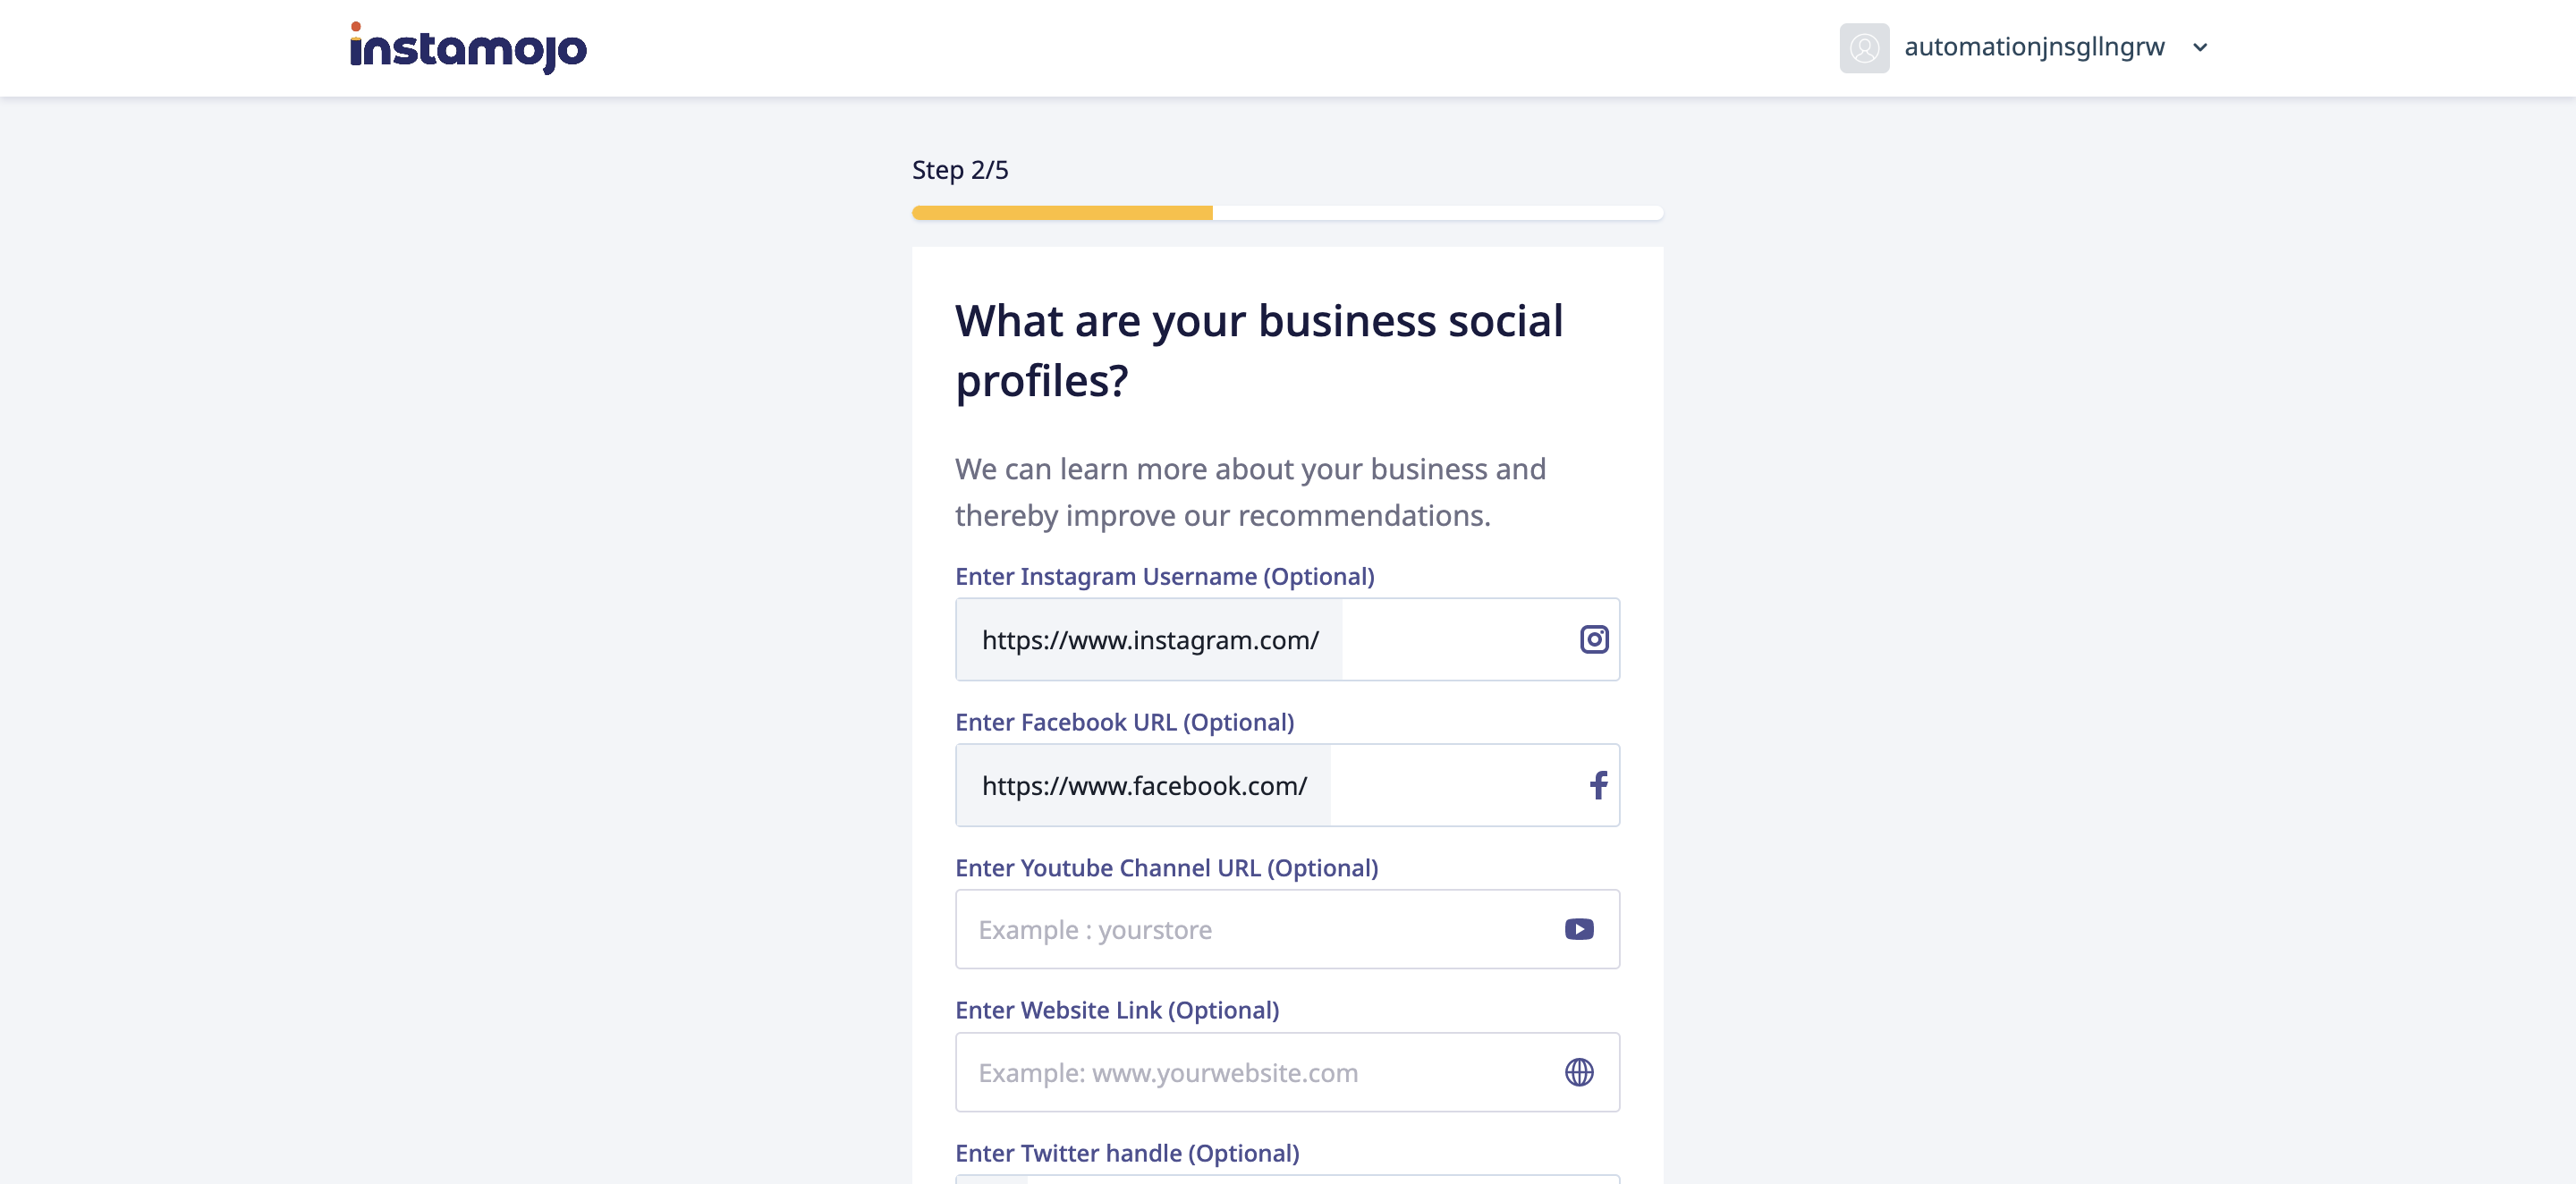 instamojo
automationjnsgllngrw
Step 2/5
What are your business social
profiles?
We can learn more about your business and
thereby improve our recommendations.
Enter Instagram Username (Optional)
https://www.instagram.com/
Enter Facebook URL (Optional)
https://www.facebook.com/
Enter Youtube Channel URL (Optional)
Example : yourstore
Enter Website Link (Optional)
Example: www.yourwebsite.com
Enter Twitter handle (Optional)